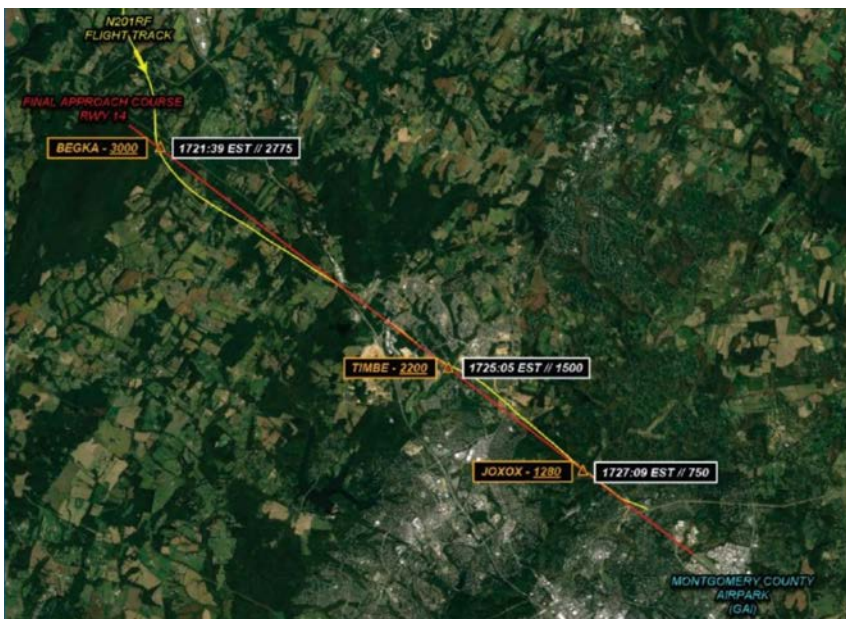 N201RF
FLIGHT TRACK
FINAL APPROACH COURSE
RWY 14
BEGKA - 3000
1721:39 EST // 2775
TIMBE - 2200
1725:05 EST // 1500
JOXOX - 1280
1727:09 EST // 750
MONTGOMERY COUNTY
AIRPARK
(GAI)